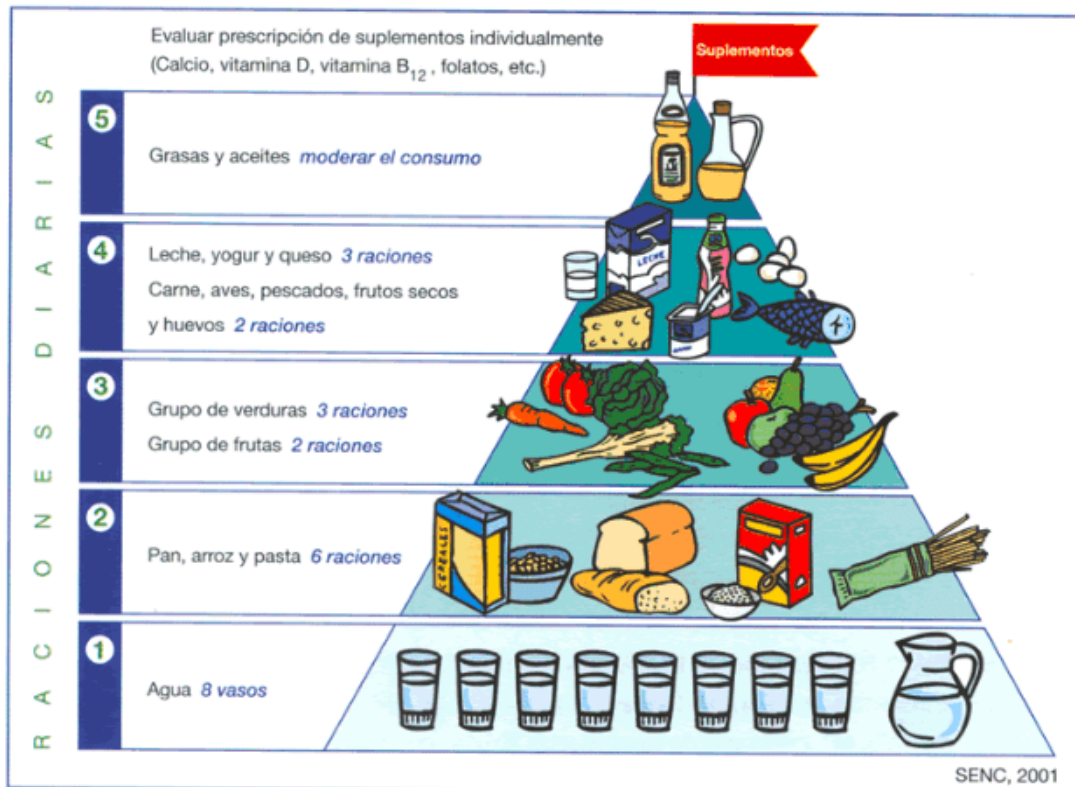 Evaluar prescripción de suplementos individualmente
(Calcio, vitamina D, vitamina B12, folatos, etc.)
Suplementos
RACIONES DIARIAS
5
Grasas y aceites moderar el consumo
4
Leche, yogur y queso 3 raciones
Carne, aves, pescados, frutos secos
y huevos 2 raciones
LECHE
3
Grupo de verduras 3 raciones
Grupo de frutas 2 raciones
2
Pan, arroz y pasta 6 raciones
CEREALES
1
Agua 8 vasos
SENC, 2001